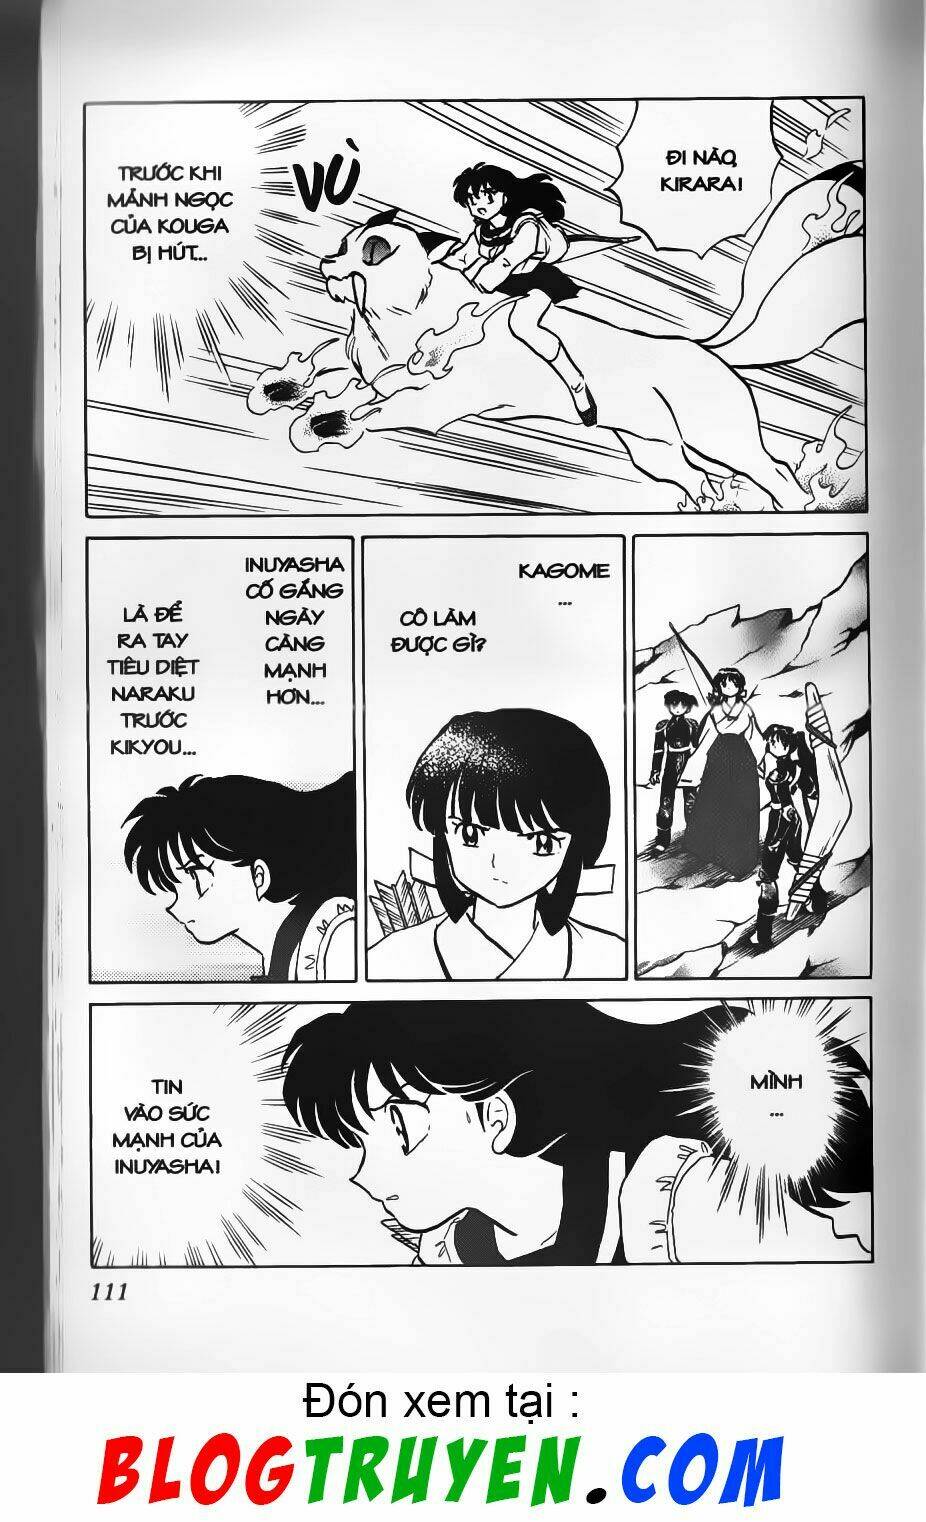 ĐI NÀO,
KIRARA!
VÙ
TRƯỚC KHI
MẢNH NGỌC
CỦA KOUGA
BỊ HÚT...
KAGOME
...
CÔ LÀM
ĐƯỢC GÌ?
INUYASHA
CỐ GẮNG
NGÀY
CÀNG
MẠNH
HƠN...
LÀ ĐỂ
RA TAY
TIÊU DIỆT
NARAKU
TRƯỚC
KIKYOU...
MÌNH
...
TIN
VÀO SỨC
MẠNH CỦA
INUYASHA!
111
Đón xem tại :
BLOGTRUYEN.COM